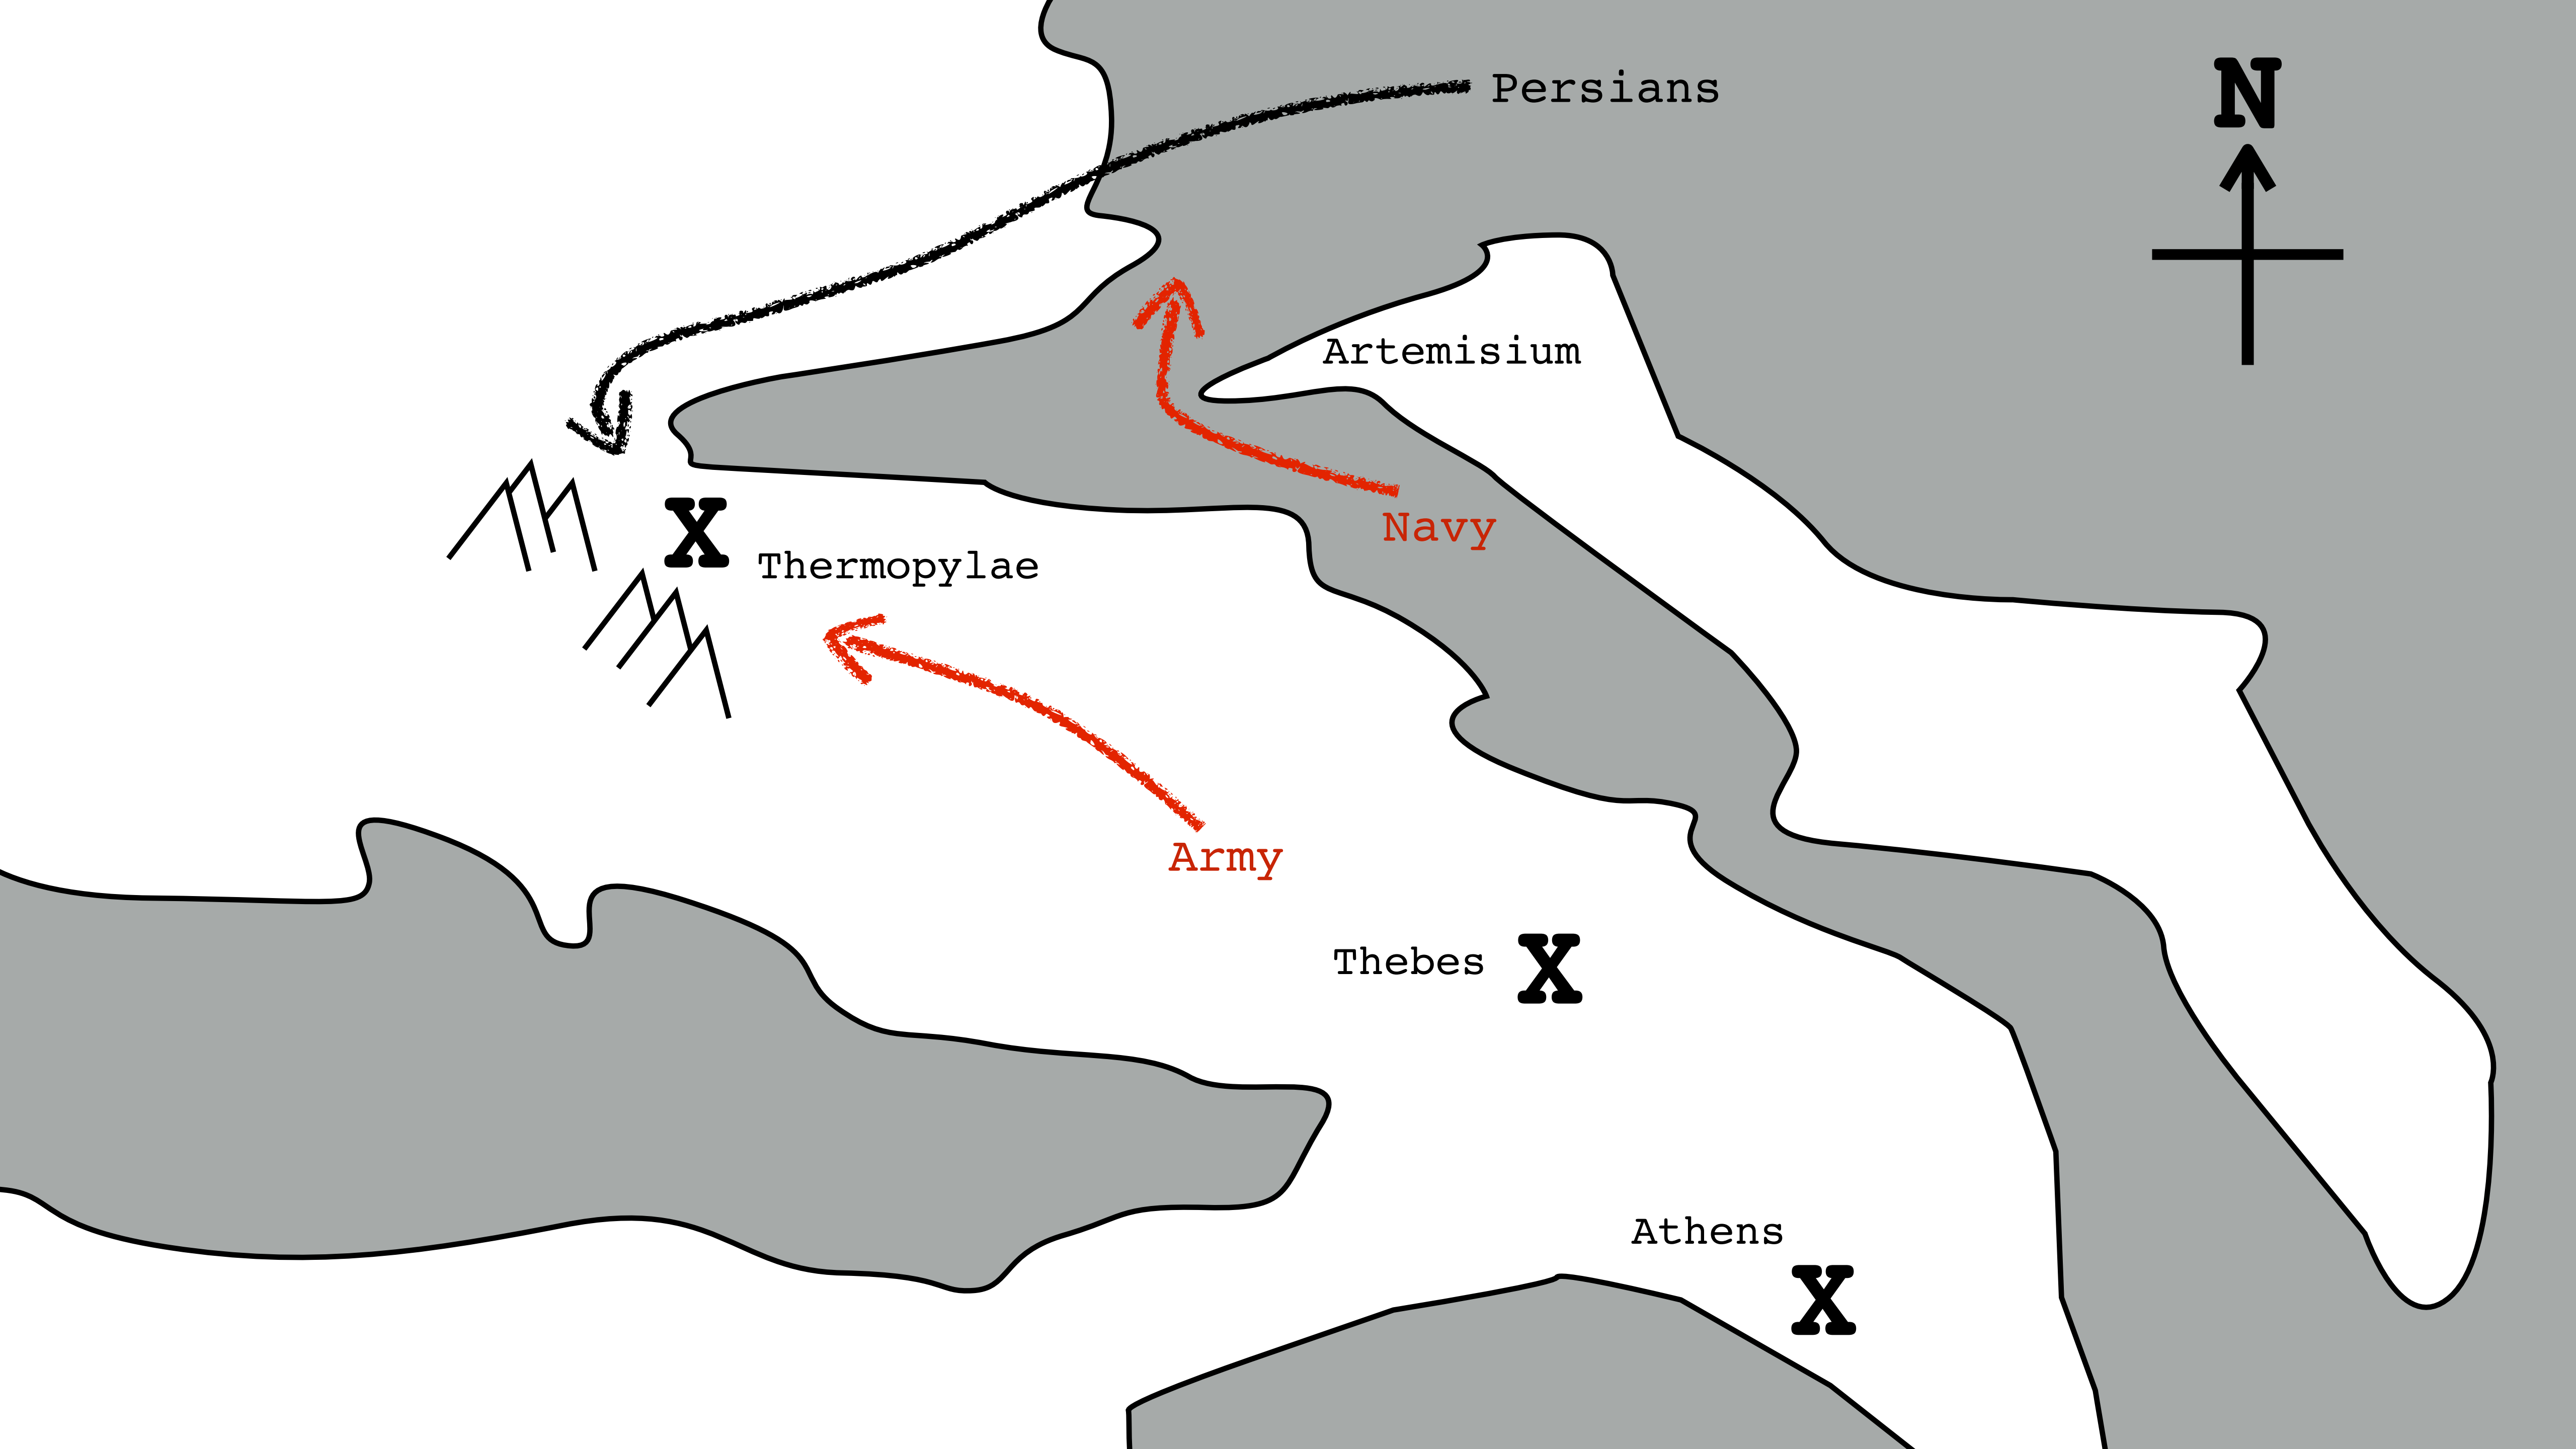 Persians
N
Artemisium
X
Navy
Thermopylae
Army
Thebes X
Athens
X